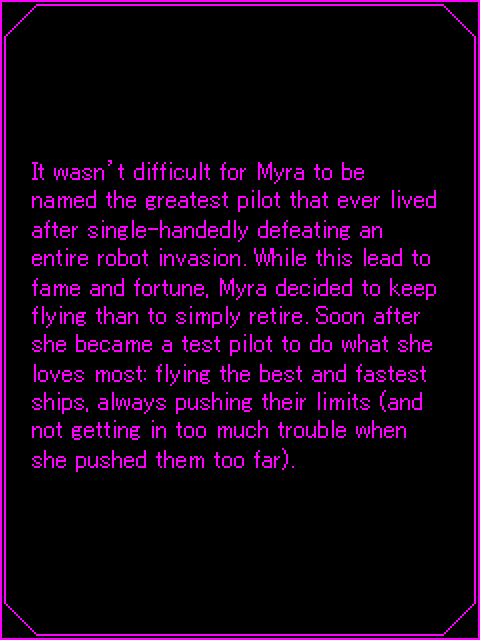 It wasn't difficult for Myra to be
named the greatest pilot that ever lived
after single-handedly defeating an
entire robot invasion. While this lead to
fame and fortune, Myra decided to keep
flying than to simply retire. Soon after
she became a test pilot to do what she
loves most: flying the best and fastest
ships, always pushing their limits (and
not getting in too much trouble when
she pushed them too far).